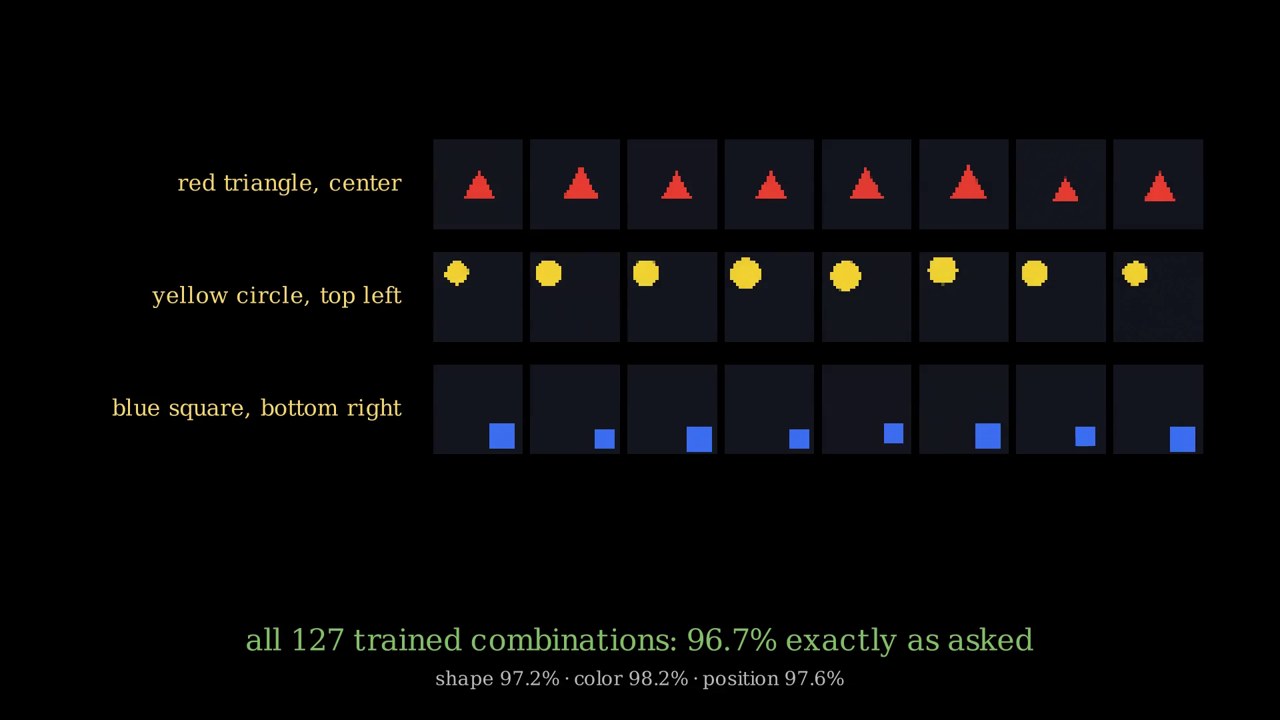 red triangle, center
yellow circle, top left
blue square, bottom right
all 127 trained combinations: 96.7% exactly as asked
shape 97.2% · color 98.2% · position 97.6%